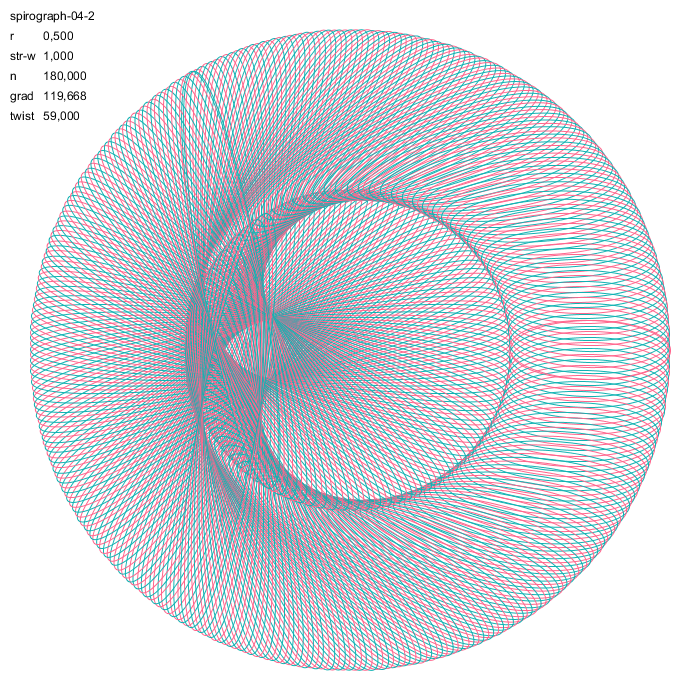 spirograph-04-2
r 0,500
str-w 1,000
n 180,000
grad 119,668
twist 59,000